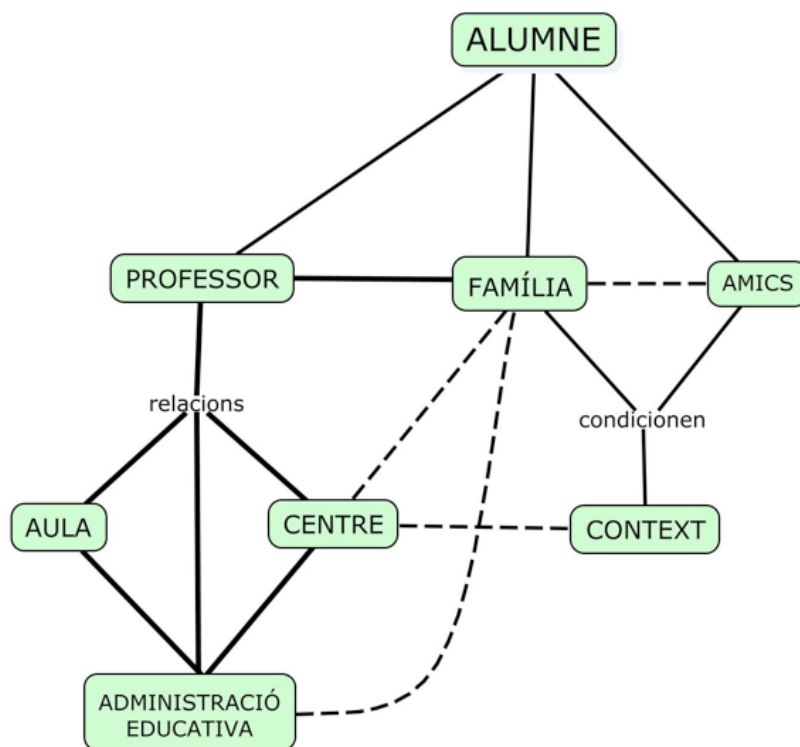 ALUMNE
PROFESSOR
FAMÍLIA
AMICS
relacions
condicionen
AULA
CENTRE
CONTEXT
ADMINISTRACIÓ
EDUCATIVA